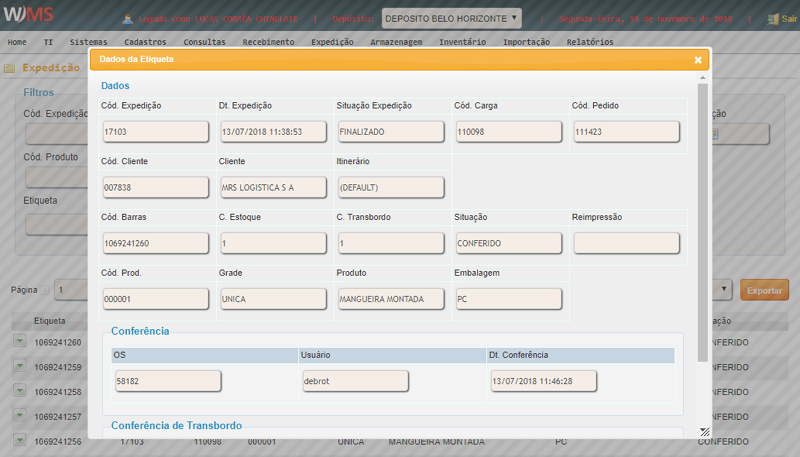 WMS
Logado como LUCAS CORRÊA CHENSLATE | Depósito: DEPOSITO BELO HORIZONTE | Segunda-feira, 19 de novembro de 2018 | Sair
Home TI Sistemas Cadastros Consultas Recebimento Expedição Armazenagem Inventário Importação Relatórios
Expedição
Dados da Etiqueta
Filtros
Cód. Expedição
Cód. Produto
Etiqueta
Dados
Cód. Expedição Dt. Expedição Situação Expedição Cód. Carga Cód. Pedido
17103 13/07/2018 11:38:53 FINALIZADO 110098 111423
Cód. Cliente Cliente Itinerário
007838 MRS LOGISTICA S A (DEFAULT)
Cód. Barras C. Estoque C. Transbordo Situação Reimpressão
1069241260 1 1 CONFERIDO
Cód. Prod. Grade Produto Embalagem
000001 UNICA MANGUEIRA MONTADA PC
Página 1 Exportar
Conferência
OS Usuário Dt. Conferência
58182 debrot 13/07/2018 11:46:28
Conferência de Transbordo
Etiqueta
1069241260 CONFERIDO
1069241259 CONFERIDO
1069241258 CONFERIDO
1069241257 CONFERIDO
1069241256 17103 110098 000001 UNICA MANGUEIRA MONTADA PC CONFERIDO